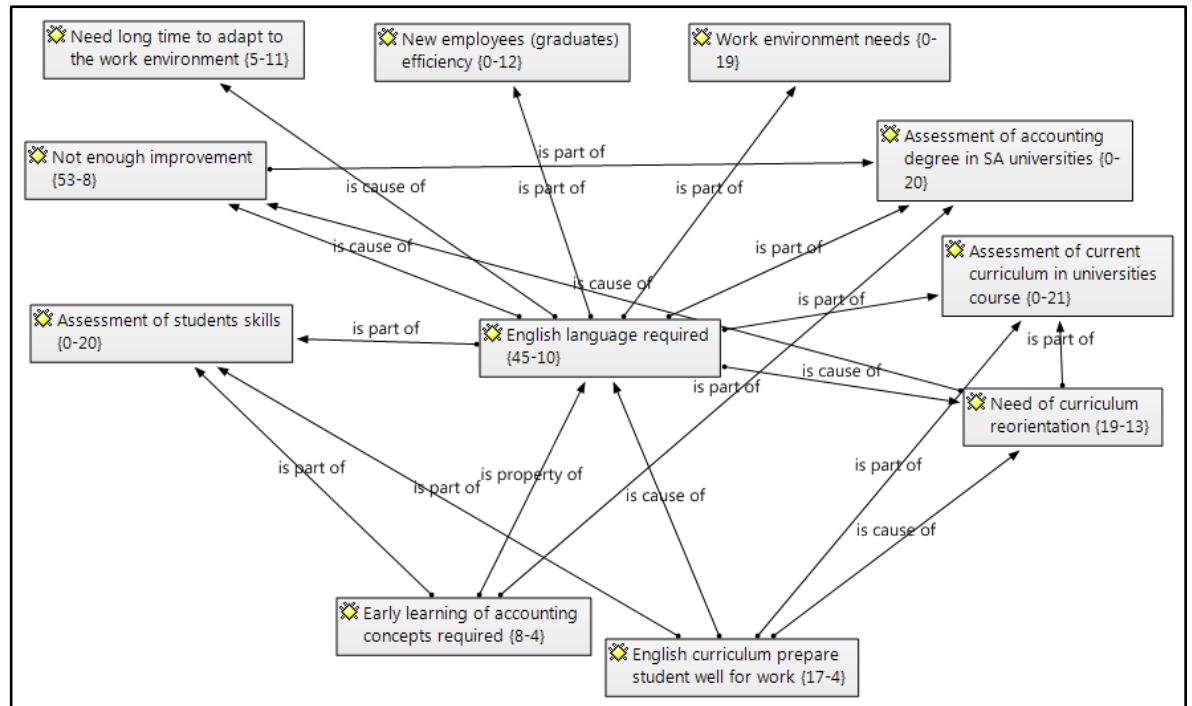 Need long time to adapt to
the work environment {5-11}
New employees (graduates)
efficiency {0-12}
Work environment needs {0-
19}
Not enough improvement
{53-8}
Assessment of accounting
degree in SA universities {0-
20}
is part of
is cause of
is part of
is part of
is cause of
is part of
Assessment of current
curriculum in universities
course {0-21}
is cause of
is part of
Assessment of students skills
{0-20}
is part of
English language required
{45-10}
is part of
is cause of
is part of
Need of curriculum
reorientation {19-13}
is part of
is property of
is part of
is part of
is cause of
is cause of
Early learning of accounting
concepts required {8-4}
English curriculum prepare
student well for work {17-4}